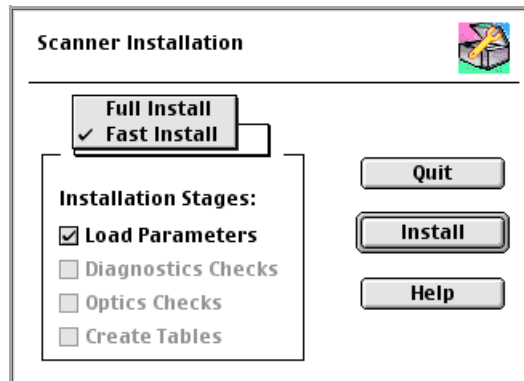 Scanner Installation
Full Install
✓ Fast Install
Installation Stages:
Load Parameters
Diagnostics Checks
Optics Checks
Create Tables
Quit
Install
Help